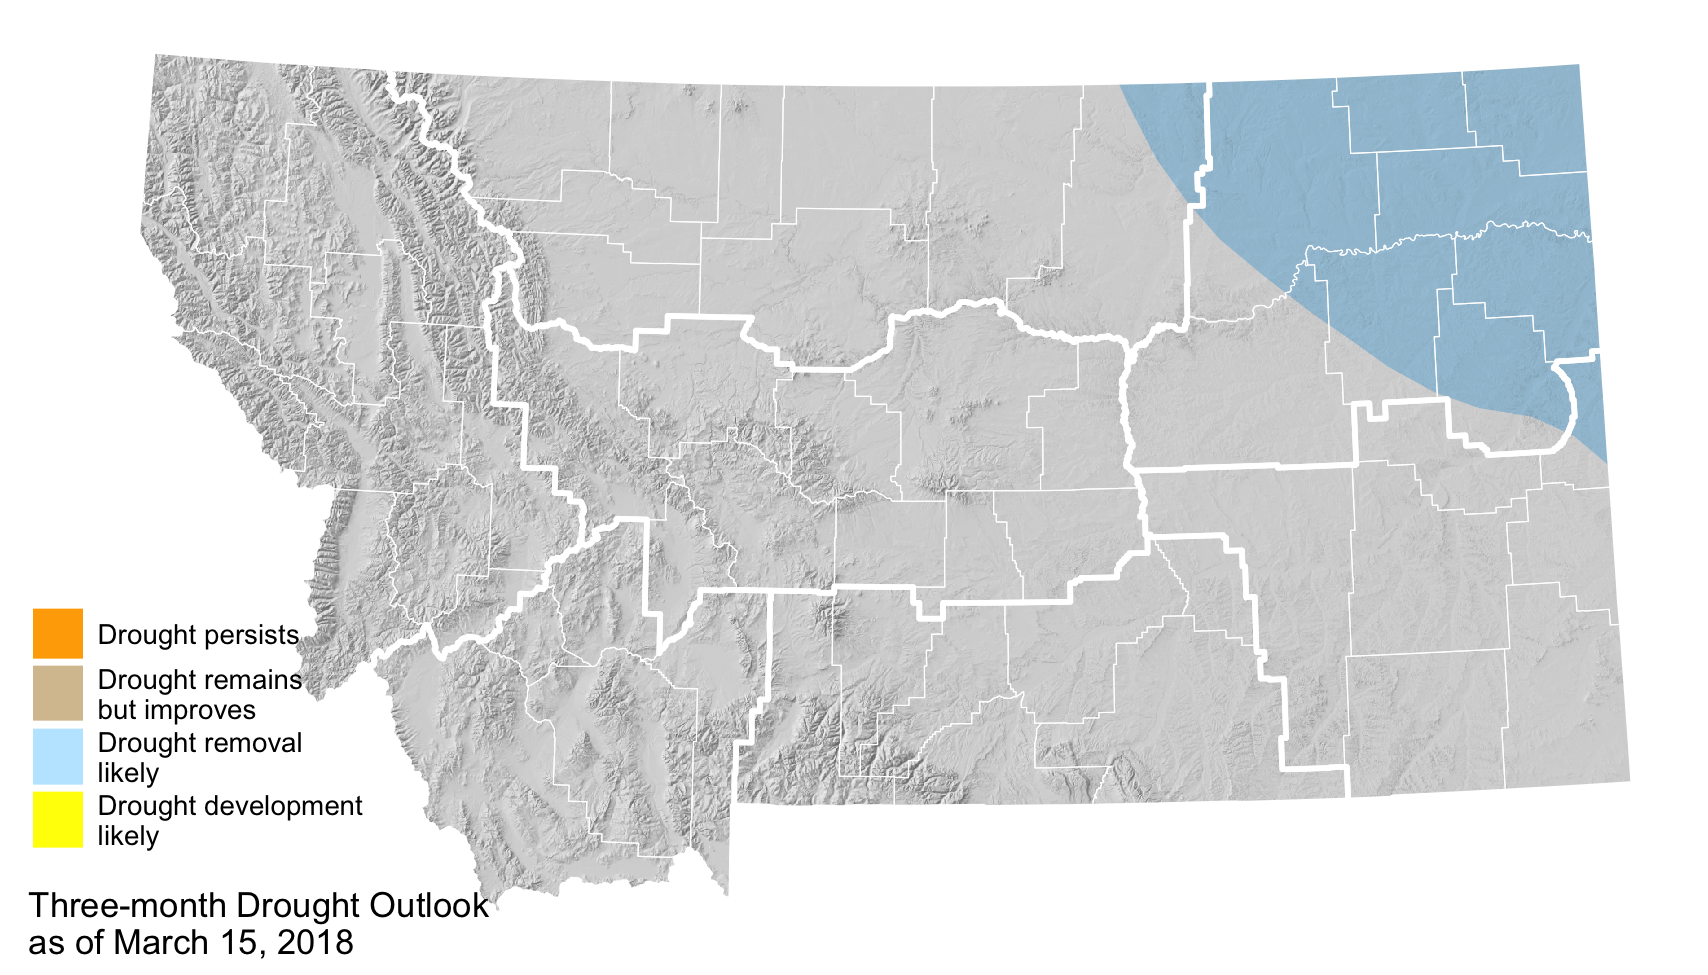 Drought persists
Drought remains
but improves
Drought removal
likely
Drought development
likely
Three-month Drought Outlook
as of March 15, 2018